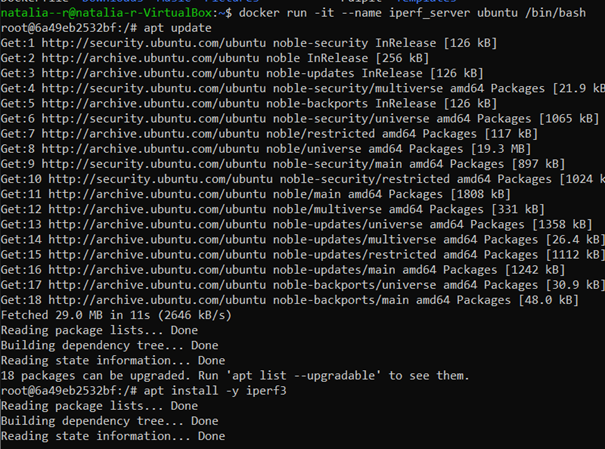 natalia--r@natalia-r-VirtualBox:~$ docker run -it --name iperf_server ubuntu /bin/bash
root@6a49eb2532bf:/# apt update
Get:1 http://security.ubuntu.com/ubuntu noble-security InRelease [126 kB]
Get:2 http://archive.ubuntu.com/ubuntu noble InRelease [256 kB]
Get:3 http://archive.ubuntu.com/ubuntu noble-updates InRelease [126 kB]
Get:4 http://security.ubuntu.com/ubuntu noble-security/multiverse amd64 Packages [21.9 k
Get:5 http://archive.ubuntu.com/ubuntu noble-backports InRelease [126 kB]
Get:6 http://security.ubuntu.com/ubuntu noble-security/universe amd64 Packages [1065 kB]
Get:7 http://archive.ubuntu.com/ubuntu noble/restricted amd64 Packages [117 kB]
Get:8 http://archive.ubuntu.com/ubuntu noble/universe amd64 Packages [19.3 MB]
Get:9 http://security.ubuntu.com/ubuntu noble-security/main amd64 Packages [897 kB]
Get:10 http://security.ubuntu.com/ubuntu noble-security/restricted amd64 Packages [1024 k
Get:11 http://archive.ubuntu.com/ubuntu noble/main amd64 Packages [1808 kB]
Get:12 http://archive.ubuntu.com/ubuntu noble/multiverse amd64 Packages [331 kB]
Get:13 http://archive.ubuntu.com/ubuntu noble-updates/universe amd64 Packages [1358 kB]
Get:14 http://archive.ubuntu.com/ubuntu noble-updates/multiverse amd64 Packages [26.4 kB]
Get:15 http://archive.ubuntu.com/ubuntu noble-updates/restricted amd64 Packages [1112 kB]
Get:16 http://archive.ubuntu.com/ubuntu noble-updates/main amd64 Packages [1242 kB]
Get:17 http://archive.ubuntu.com/ubuntu noble-backports/universe amd64 Packages [30.9 kB]
Get:18 http://archive.ubuntu.com/ubuntu noble-backports/main amd64 Packages [48.0 kB]
Fetched 29.0 MB in 11s (2646 kB/s)
Reading package lists... Done
Building dependency tree... Done
Reading state information... Done
18 packages can be upgraded. Run 'apt list --upgradable' to see them.
root@6a49eb2532bf:/# apt install -y iperf3
Reading package lists... Done
Building dependency tree... Done
Reading state information... Done